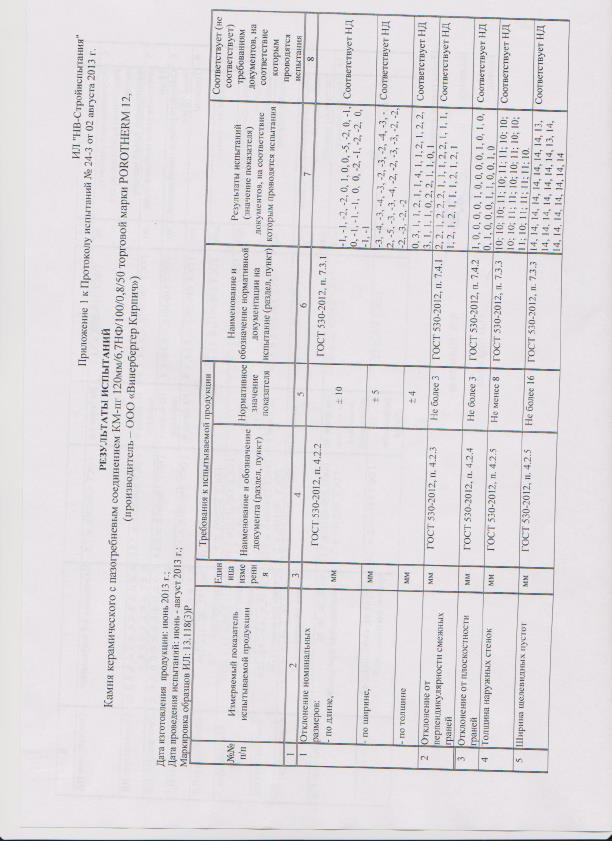 ИЛ "НВ-Стройиспытания"
Приложение 1 к Протоколу испытаний № 24-3 от 02 августа 2013 г.
РЕЗУЛЬТАТЫ ИСПЫТАНИЙ
Камня керамического с пазогребневым соединением КМ-пг 120мм/6,7НФ/100/0,8/50 торговой марки POROTHERM 12,
(производитель – ООО «Винербергер Кирпич»)
Дата изготовления продукции: июнь 2013 г.;
Дата проведения испытаний: июнь - август 2013 г.;
Маркировка образцов ИЛ: 13.118(3)Р
№№
п/п
Измеряемый показатель
испытываемой продукции
Един
ица
изме
рени
я
Требования к испытываемой продукции
Наименование и обозначение
документа (раздел, пункт)
Нормативное
значение
показателя
Наименование и
обозначение нормативной
документации на
испытание (раздел, пункт)
Результаты испытаний
(значение показателя)
документов, на соответствие
которым проводятся испытания
Соответствует (не
соответствует)
требованиям
документов, на
соответствие
которым
проводятся
испытания
1 2 3 4 5 6 7 8
1 Отклонение номинальных
размеров:
ГОСТ 530-2012, п. 4.2.2
ГОСТ 530-2012, п. 7.3.1
- по длине,
мм
± 10
-1, -1, -2, -2, 0, 1, 0, 0, -5, -2, 0, -1,
0, -1, -1, -1, 0, 0, -2, -1, -2, -2, 0,
-1, -1
Соответствует НД
- по ширине,
мм
± 5
-3, -4, -3, -4, -3, -2, -3, -2, -4, -3, -
2, -5, -3, -3, -4, -2, -2, -3, -3, -2, -2,
-2, -3, -2, -2
Соответствует НД
- по толщине
мм
± 4
0, 3, 1, 1, 2, 1, 1, 4, 1, 1, 2, 1, 2, 2,
3, 1, 1, 1, 0, 2, 2, 1, 1, 0, 1
Соответствует НД
2 Отклонение от
перпендикулярности смежных
граней
мм
ГОСТ 530-2012, п. 4.2.3
Не более 3
ГОСТ 530-2012, п. 7.4.1
2, 2, 1, 2, 2, 2, 1, 1, 1, 2, 2, 1, 1, 1,
1, 2, 1, 2, 1, 1, 1, 2, 1, 2, 1
Соответствует НД
3 Отклонение от плоскостности
граней
мм
ГОСТ 530-2012, п. 4.2.4
Не более 3
ГОСТ 530-2012, п. 7.4.2
1, 0, 0, 0, 0, 1, 0, 0, 0, 0, 0, 1, 0, 1, 0,
0, 1, 0, 0, 0, 1, 1, 0, 0, 1, 0
Соответствует НД
4 Толщина наружных стенок
мм
ГОСТ 530-2012, п. 4.2.5
Не менее 8
ГОСТ 530-2012, п. 7.3.3
10; 10; 10; 11; 10; 11; 11; 10; 10;
10; 10; 11; 11; 10; 10; 11; 10; 10;
11; 10; 11; 11; 11; 11; 10.
Соответствует НД
5 Ширина щелевидных пустот
мм
ГОСТ 530-2012, п. 4.2.5
Не более 16
ГОСТ 530-2012, п. 7.3.3
14, 14, 14, 14, 14, 14, 14, 14, 13,
14, 14, 14, 14, 14, 14, 14, 13, 14,
14, 14, 14, 14, 14, 14, 14
Соответствует НД